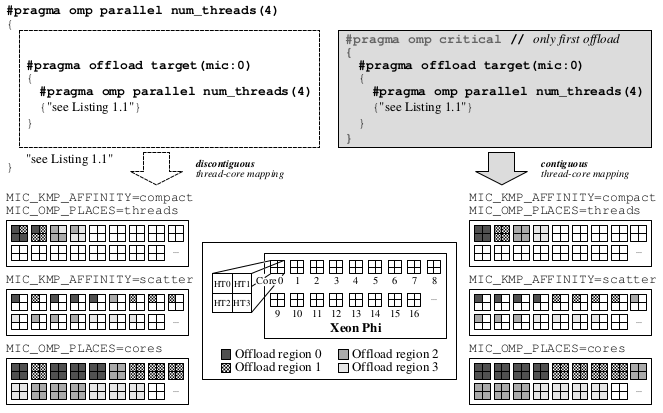 #pragma omp parallel num_threads(4)
{
#pragma offload target(mic:0)
{
#pragma omp parallel num_threads(4)
{"see Listing 1.1"}
}
"see Listing 1.1"
}
#pragma omp critical // only first offload
{
#pragma offload target(mic:0)
{
#pragma omp parallel num_threads(4)
{"see Listing 1.1"}
}
}
discontiguous
thread-core mapping
contiguous
thread-core mapping
MIC_KMP_AFFINITY=compact
MIC_OMP_PLACES=threads
–
MIC_KMP_AFFINITY=scatter
–
MIC_KMP_PLACES=cores
–
HT0 HT1
HT2 HT3
Core 0 1 2 3 4 5 6 7 8
–
9 10 11 12 13 14 15 16
Xeon Phi
Offload region 0 Offload region 2
Offload region 1 Offload region 3
MIC_KMP_AFFINITY=compact
MIC_OMP_PLACES=threads
–
MIC_KMP_AFFINITY=scatter
–
MIC_KMP_PLACES=cores
–